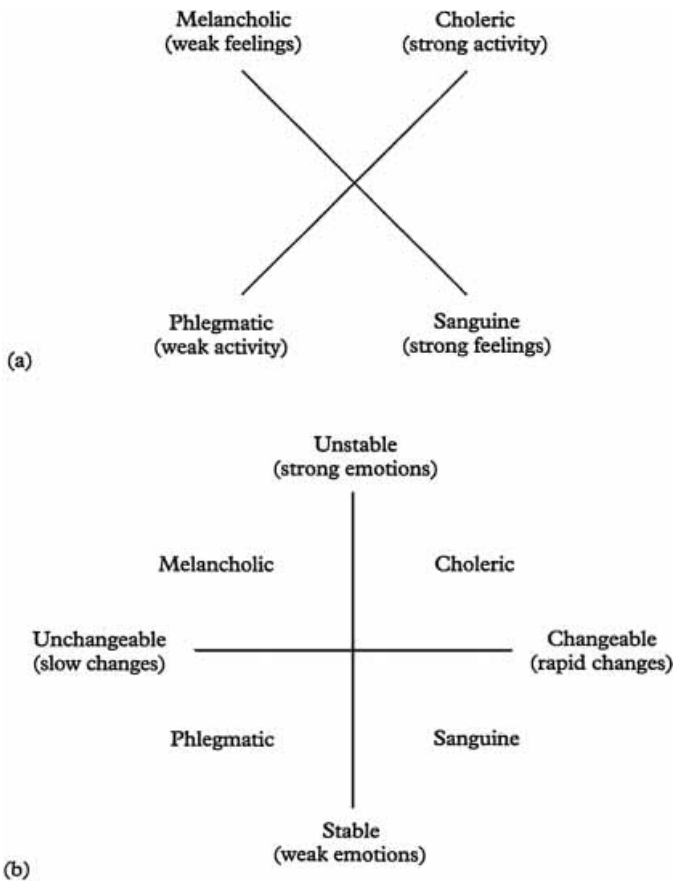 Melancholic
(weak feelings)
Choleric
(strong activity)
Phlegmatic
(weak activity)
Sanguine
(strong feelings)
(a)
Unstable
(strong emotions)
Melancholic
Choleric
Unchangeable
(slow changes)
Changeable
(rapid changes)
Phlegmatic
Sanguine
Stable
(weak emotions)
(b)